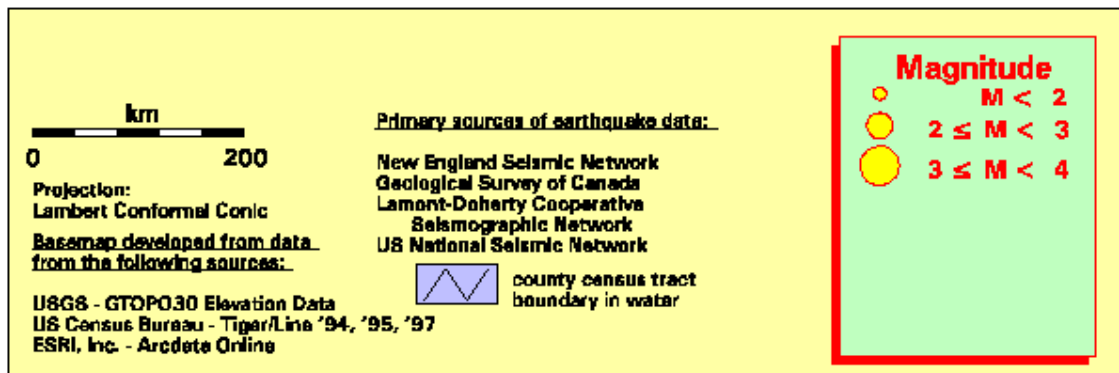 km
0 200
Projection:
Lambert Conformal Conic
Basemap developed from data
from the following sources:
USGS - GTOPO30 Elevation Data
US Census Bureau - Tiger/Line '94, '95, '97
ESRI, Inc. - Arcdata Online
Primary sources of earthquake data:
New England Seismic Network
Geological Survey of Canada
Lamont-Doherty Cooperative
Seismographic Network
US National Seismic Network
county census tract
boundary in water
Magnitude
M < 2
2 ≤ M < 3
3 ≤ M < 4